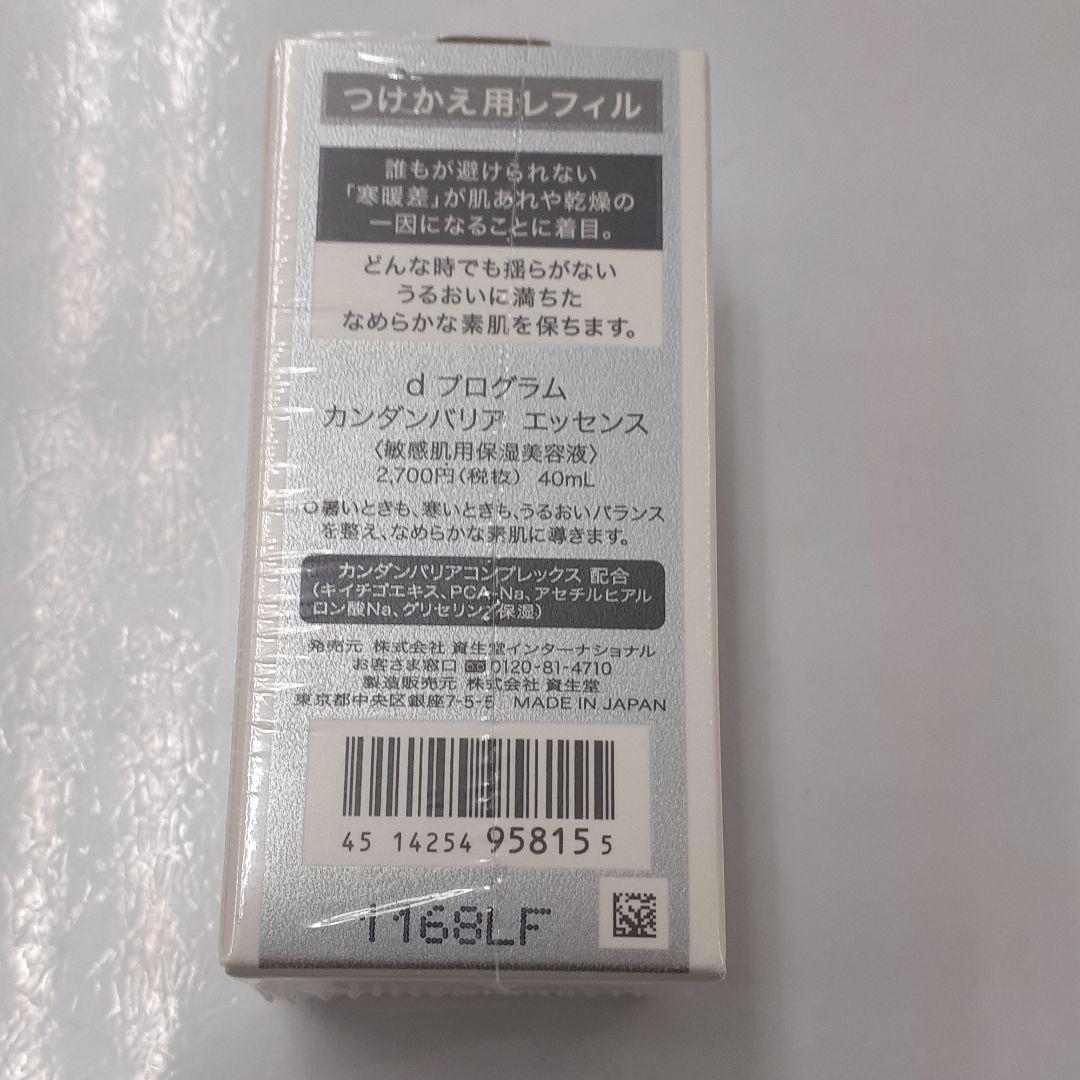 つけかえ用レフィル
誰もが避けられない
「寒暖差」が肌あれや乾燥の
一因になることに着目。
どんな時でも揺らがない
うるおいに満ちた
なめらかな素肌を保ちます。
d プログラム
カンダンバリア エッセンス
〈敏感肌用保湿美容液〉
2,700円(税抜) 40mL
○暑いときも、寒いときも、うるおいバランス
を整え、なめらかな素肌に導きます。
カンダンバリアコンプレックス 配合
(キイチゴエキス、PCA-Na、アセチルヒアル
ロン酸Na、グリセリン:保湿)
発売元 株式会社 資生堂インターナショナル
お客さま窓口 0120-81-4710
製造販売元 株式会社 資生堂
東京都中央区銀座7-5-5 MADE IN JAPAN
45 14254 95815 5
1168LF